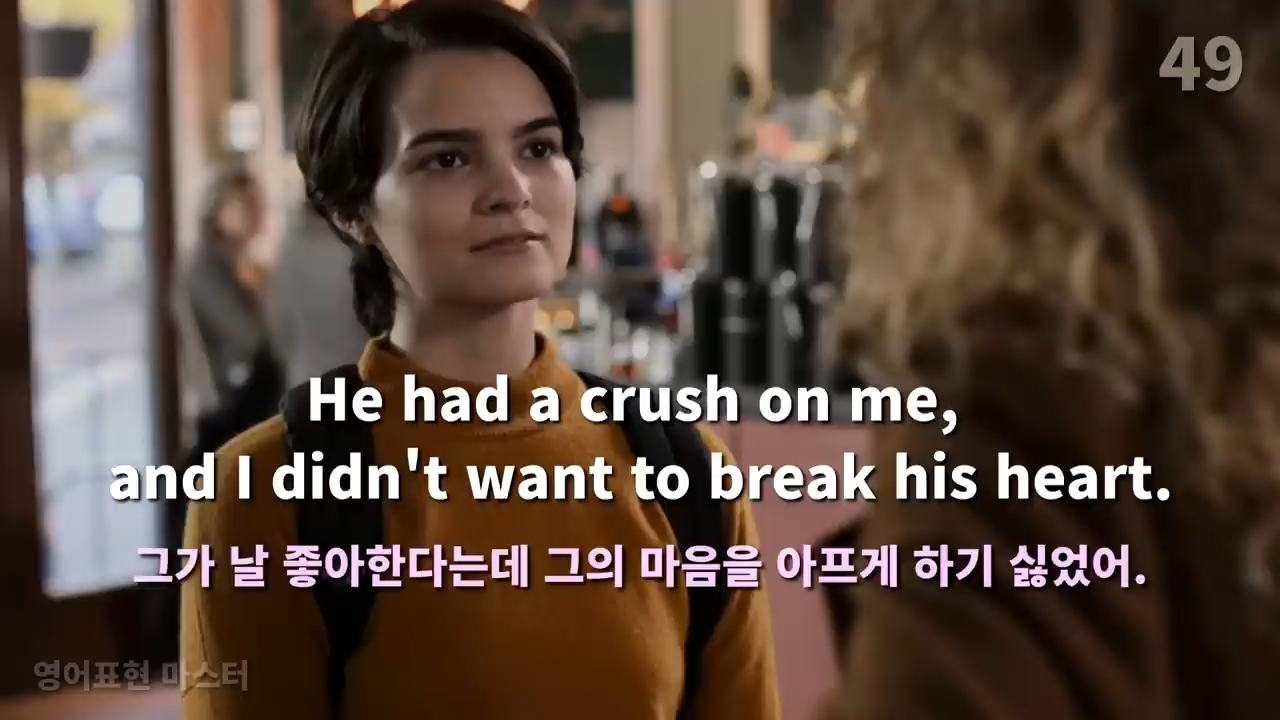 49
He had a crush on me,
and I didn't want to break his heart.
그가 날 좋아한다는데 그의 마음을 아프게 하기 싫었어.
영어표현 마스터